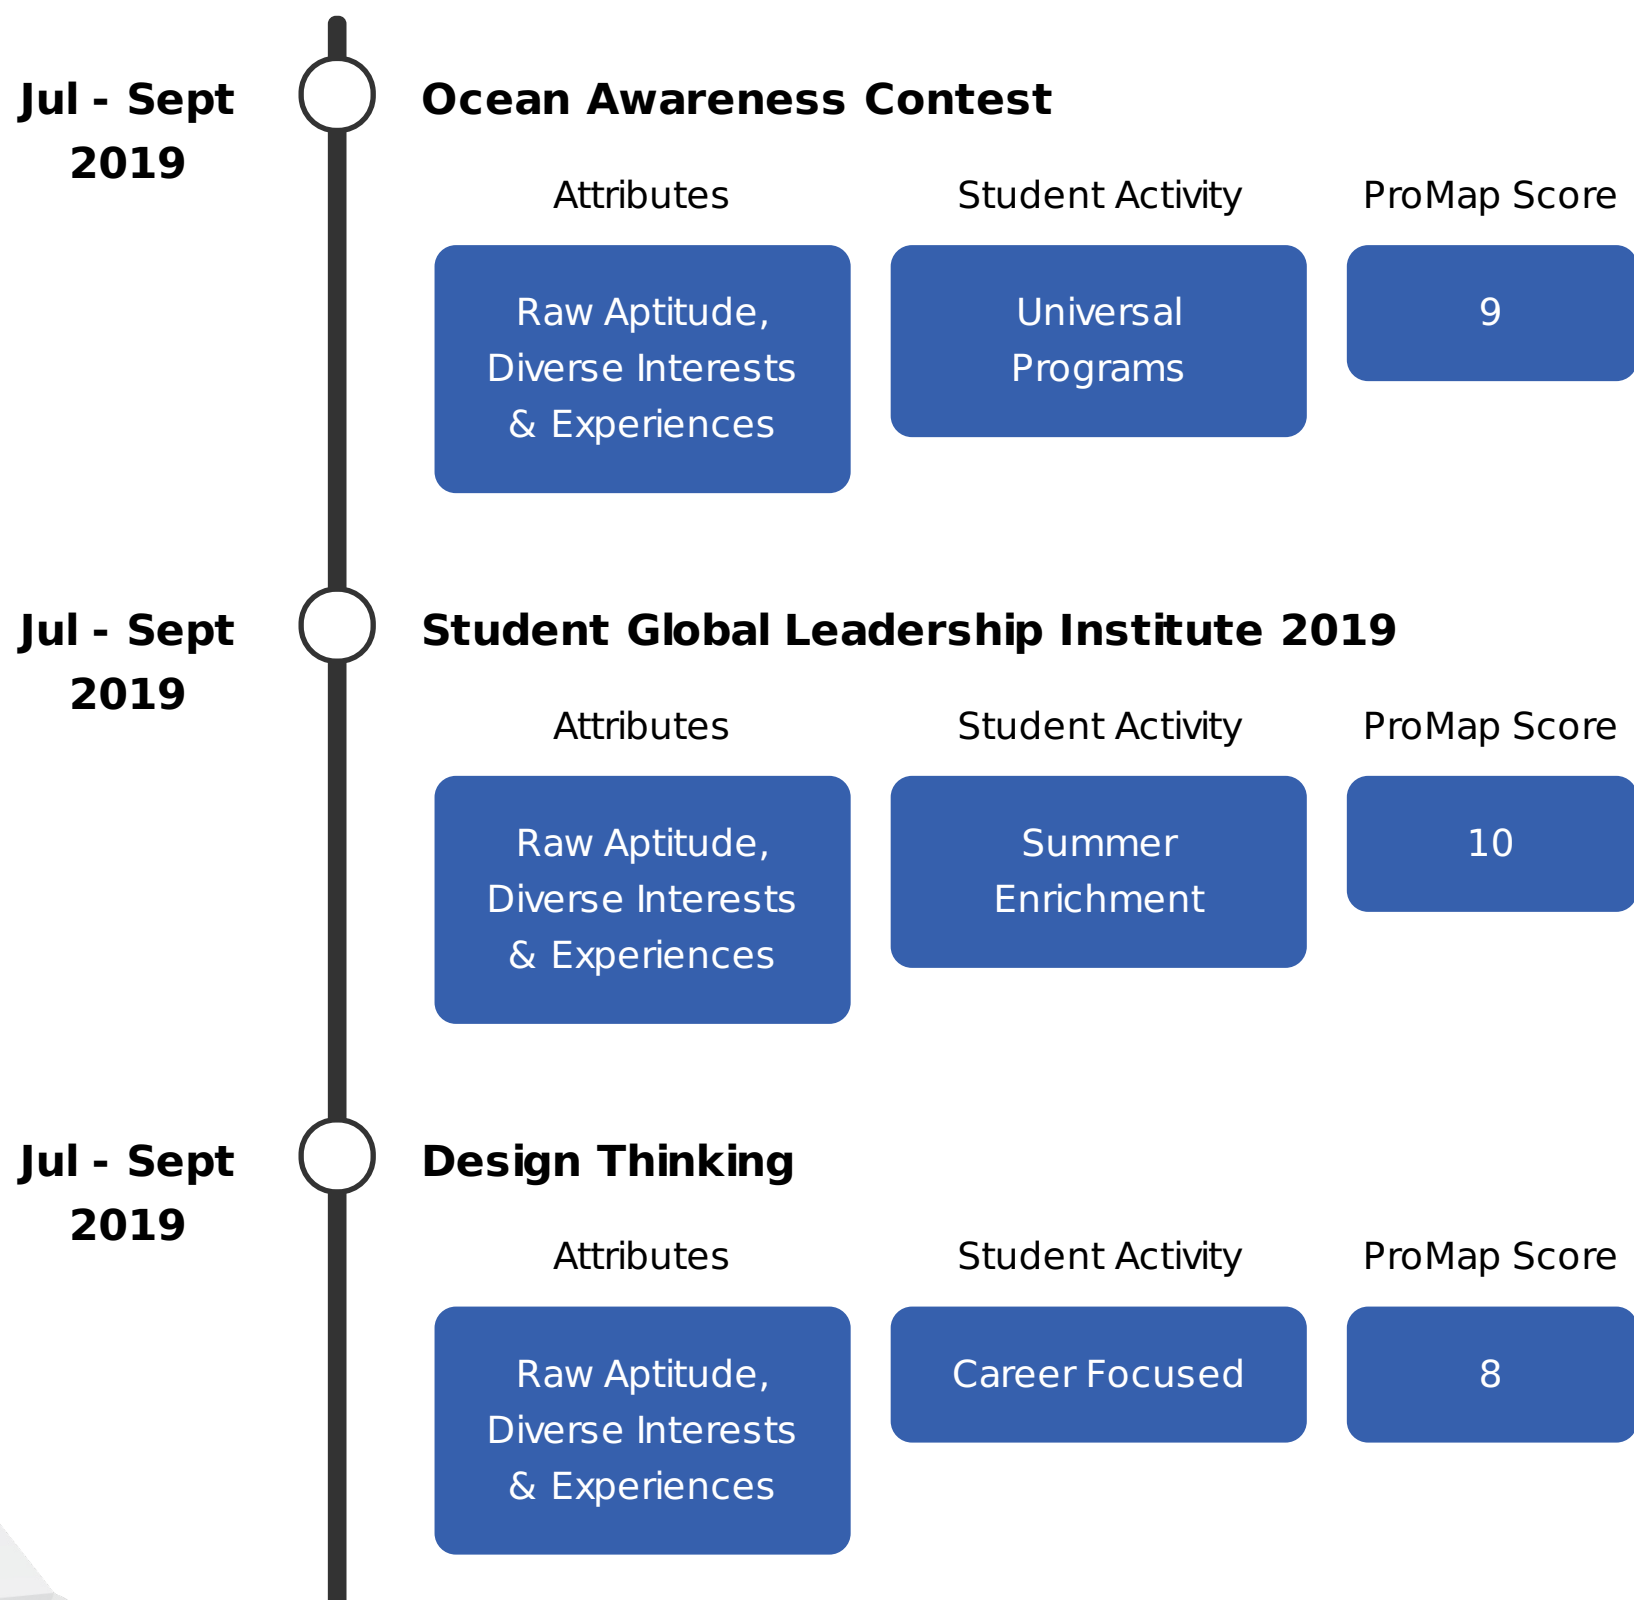 Jul - Sept
2019
Ocean Awareness Contest
Attributes
Raw Aptitude,
Diverse Interests
& Experiences
Student Activity
Universal
Programs
ProMap Score
9
Jul - Sept
2019
Student Global Leadership Institute 2019
Attributes
Raw Aptitude,
Diverse Interests
& Experiences
Student Activity
Summer
Enrichment
ProMap Score
10
Jul - Sept
2019
Design Thinking
Attributes
Raw Aptitude,
Diverse Interests
& Experiences
Student Activity
Career Focused
ProMap Score
8